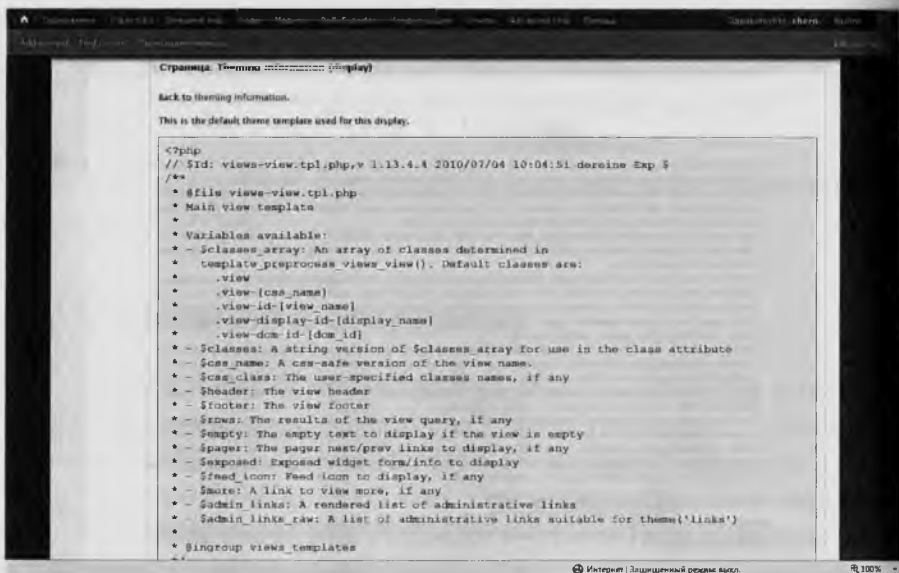 Страница: Theming information (display)
Back to theming information.
This is the default theme template used for this display.
<?php
// $Id: views-view.tpl.php,v 1.13.4.4 2010/07/04 10:04:51 dereine Exp $
/**
 * @file views-view.tpl.php
 * Main view template
 *
 * Variables available:
 * - $classes_array: An array of classes determined in
 *   template_preprocess_views_view(). Default classes are:
 *     .view
 *     .view-[css_name]
 *     .view-id-[view_name]
 *     .view-display-id-[display_name]
 *     .view-dom-id-[dom_id]
 * - $classes: A string version of $classes_array for use in the class attribute
 * - $css_name: A css-safe version of the view name.
 * - $css_class: The user-specified classes names, if any
 * - $header: The view header
 * - $footer: The view footer
 * - $rows: The results of the view query, if any
 * - $empty: The empty text to display if the view is empty
 * - $pager: The pager next/prev links to display, if any
 * - $exposed: Exposed widget form/info to display
 * - $feed_icon: Feed icon to display, if any
 * - $more: A link to view more, if any
 * - $admin_links: A rendered list of administrative links
 * - $admin_links_raw: A list of administrative links suitable for theme('links')
 *
 * @ingroup views_templates
Интернет | Защищенный режим: выкл.
100%